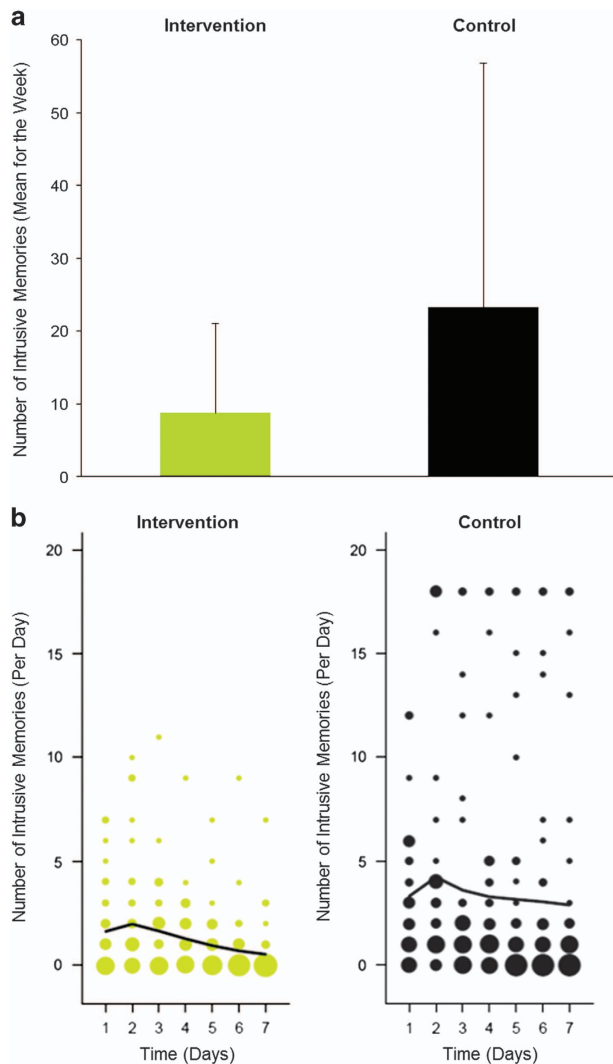 a
Intervention Control
Number of Intrusive Memories (Mean for the Week)
60
50
40
30
20
10
0
b
Intervention
Number of Intrusive Memories (Per Day)
20
15
10
5
0
1 2 3 4 5 6 7
Time (Days)
Control
Number of Intrusive Memories (Per Day)
20
15
10
5
0
1 2 3 4 5 6 7
Time (Days)